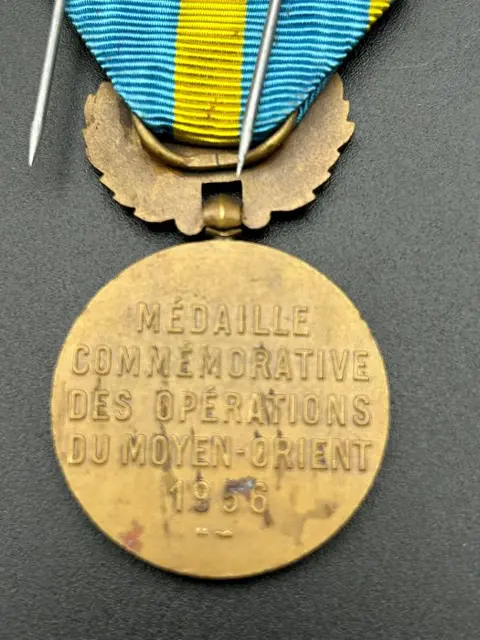 MÉDAILLE
COMMÉMORATIVE
DES OPÉRATIONS
DU MOYEN-ORIENT
1956